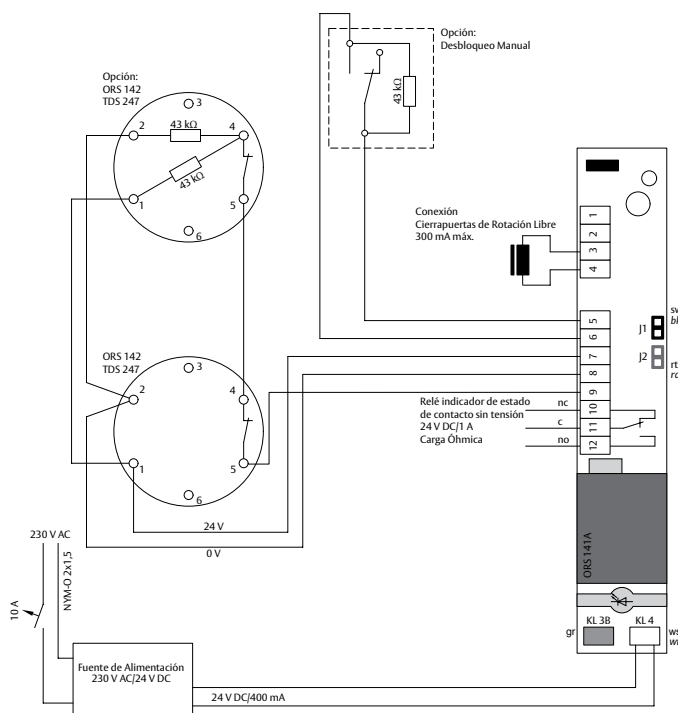 Opción:
Desbloqueo Manual
43 kΩ
Opción:
ORS 142
TDS 247
3
2
43 kΩ
4
43 kΩ
1
5
6
Conexión
Cierrapuertas de Rotación Libre
300 mA máx.
1
2
3
4
5
6
7
8
9
10
11
12
J1
J2
sw
rt
ORS 142
TDS 247
3
2
4
1
5
6
Relé indicador de estado
de contacto sin tensión
24 V DC/1 A
Carga Óhmica
nc
c
no
24 V
0 V
ORS 141A
230 V AC
NYM-O 2x1,5
10 A
gr
KL 3B
KL 4
ws
Fuente de Alimentación
230 V AC/24 V DC
24 V DC/400 mA